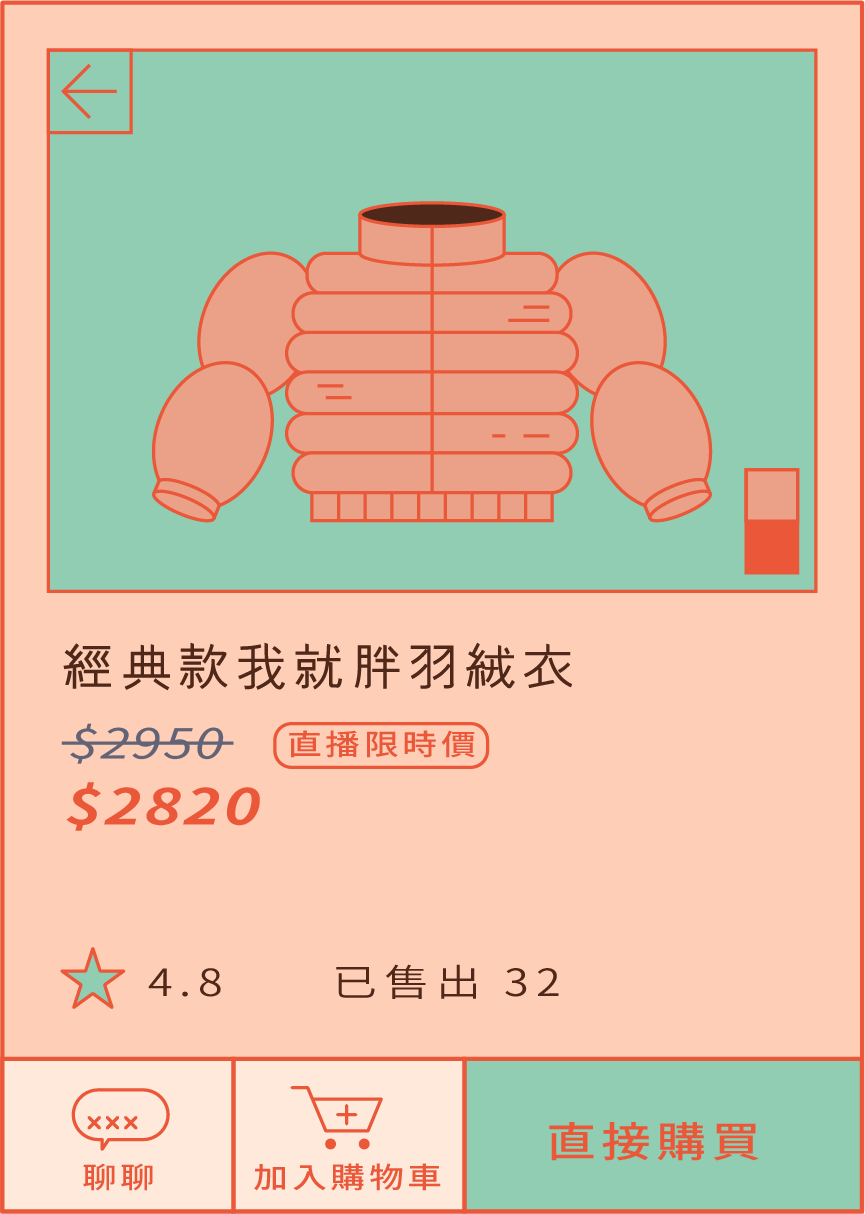 經典款我就胖羽絨衣
$2950 直播限時價
$2820
4.8 已售出 32
聊聊 加入購物車 直接購買